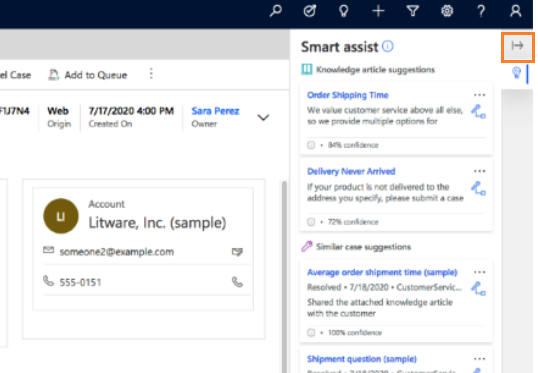 Smart assist
Knowledge article suggestions
el Case
Add to Queue
Order Shipping Time
We value customer service above all else,
so we provide multiple options for
84% confidence
F1J7N4
Web
7/17/2020 4:00 PM
Sara Perez
Origin
Created On
Owner
Delivery Never Arrived
If your product is not delivered to the
address you specify, please submit a case
72% confidence
LI
Account
Litware, Inc. (sample)
someone2@example.com
555-0151
Similar case suggestions
Average order shipment time (sample)
Resolved • 7/18/2020 • CustomerServic...
Shared the attached knowledge article
with the customer
100% confidence
Shipment question (sample)
Resolved • 7/18/2020 • CustomerServic...